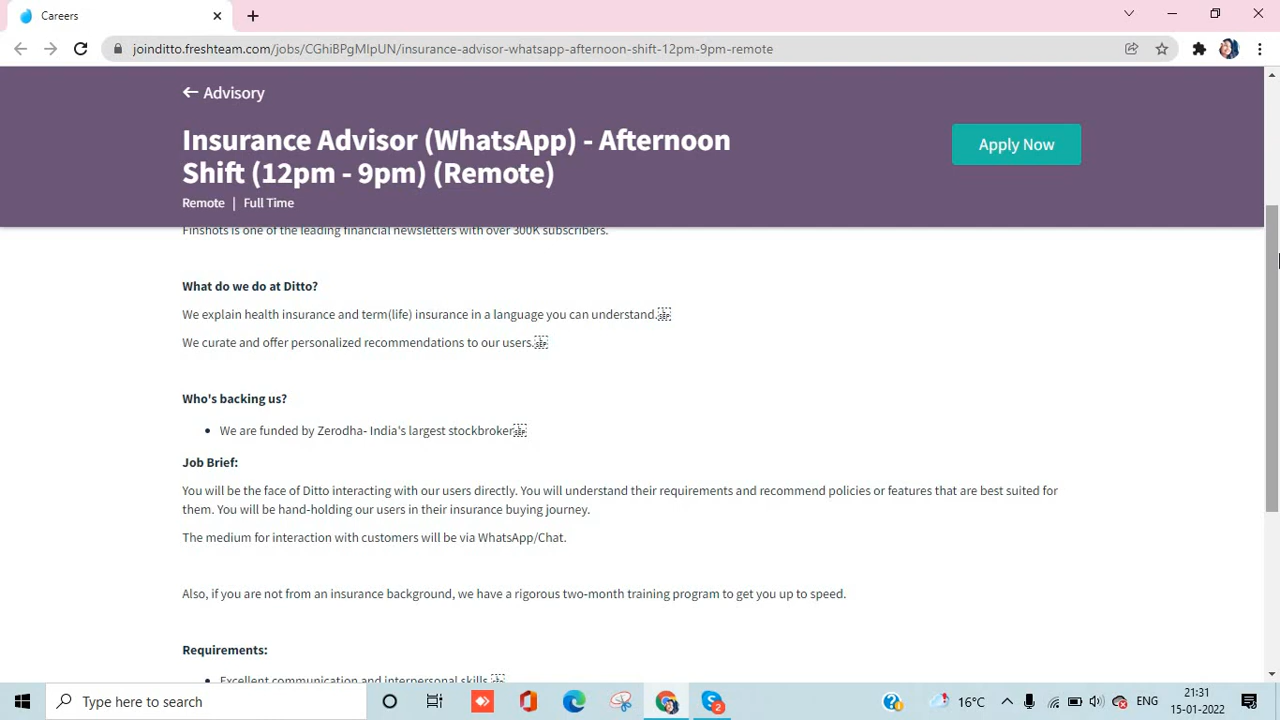 Careers
joinditto.freshteam.com/jobs/CGhiBPgMIpUN/insurance-advisor-whatsapp-afternoon-shift-12pm-9pm-remote
← Advisory
Insurance Advisor (WhatsApp) - Afternoon
Shift (12pm - 9pm) (Remote)
Apply Now
Remote | Full Time
Finshots is one of the leading financial newsletters with over 300K subscribers.
What do we do at Ditto?
We explain health insurance and term(life) insurance in a language you can understand.
We curate and offer personalized recommendations to our users.
Who's backing us?
• We are funded by Zerodha- India's largest stockbroker
Job Brief:
You will be the face of Ditto interacting with our users directly. You will understand their requirements and recommend policies or features that are best suited for
them. You will be hand-holding our users in their insurance buying journey.
The medium for interaction with customers will be via WhatsApp/Chat.
Also, if you are not from an insurance background, we have a rigorous two-month training program to get you up to speed.
Requirements:
• Excellent communication and interpersonal skills
Type here to search
2
16°C
ENG
21:31
15-01-2022